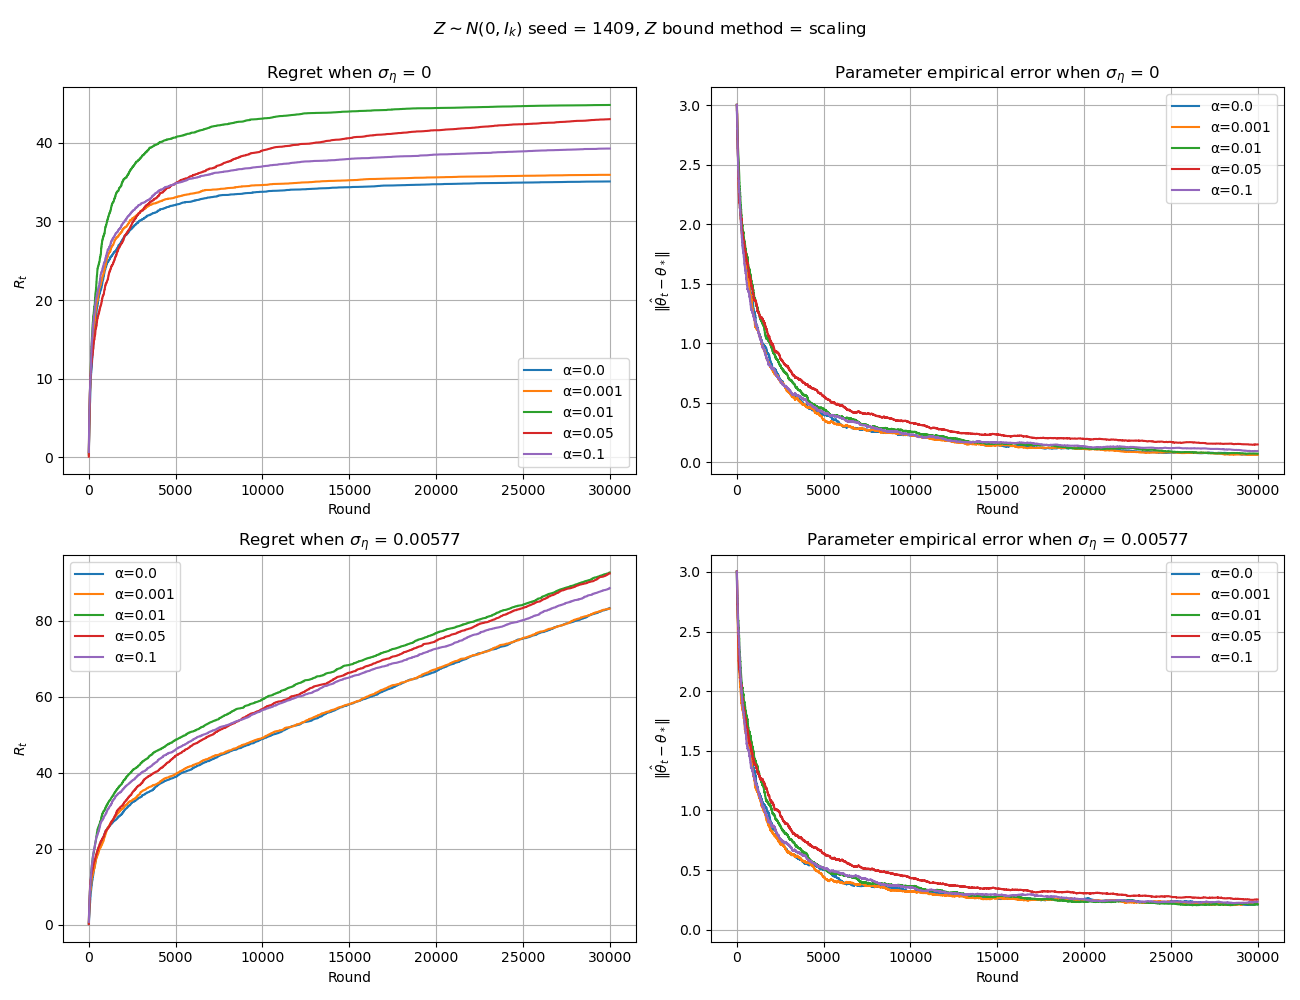 Z ~ N(0, I_k) seed = 1409, Z bound method = scaling
Regret when σ_η = 0
R_t
40
30
20
10
0
α=0.0
α=0.001
α=0.01
α=0.05
α=0.1
0 5000 10000 15000 20000 25000 30000
Round
Parameter empirical error when σ_η = 0
‖θ̂_t − θ_*‖
3.0
2.5
2.0
1.5
1.0
0.5
0.0
α=0.0
α=0.001
α=0.01
α=0.05
α=0.1
0 5000 10000 15000 20000 25000 30000
Round
Regret when σ_η = 0.00577
R_t
80
60
40
20
0
α=0.0
α=0.001
α=0.01
α=0.05
α=0.1
0 5000 10000 15000 20000 25000 30000
Round
Parameter empirical error when σ_η = 0.00577
‖θ̂_t − θ_*‖
3.0
2.5
2.0
1.5
1.0
0.5
0.0
α=0.0
α=0.001
α=0.01
α=0.05
α=0.1
0 5000 10000 15000 20000 25000 30000
Round